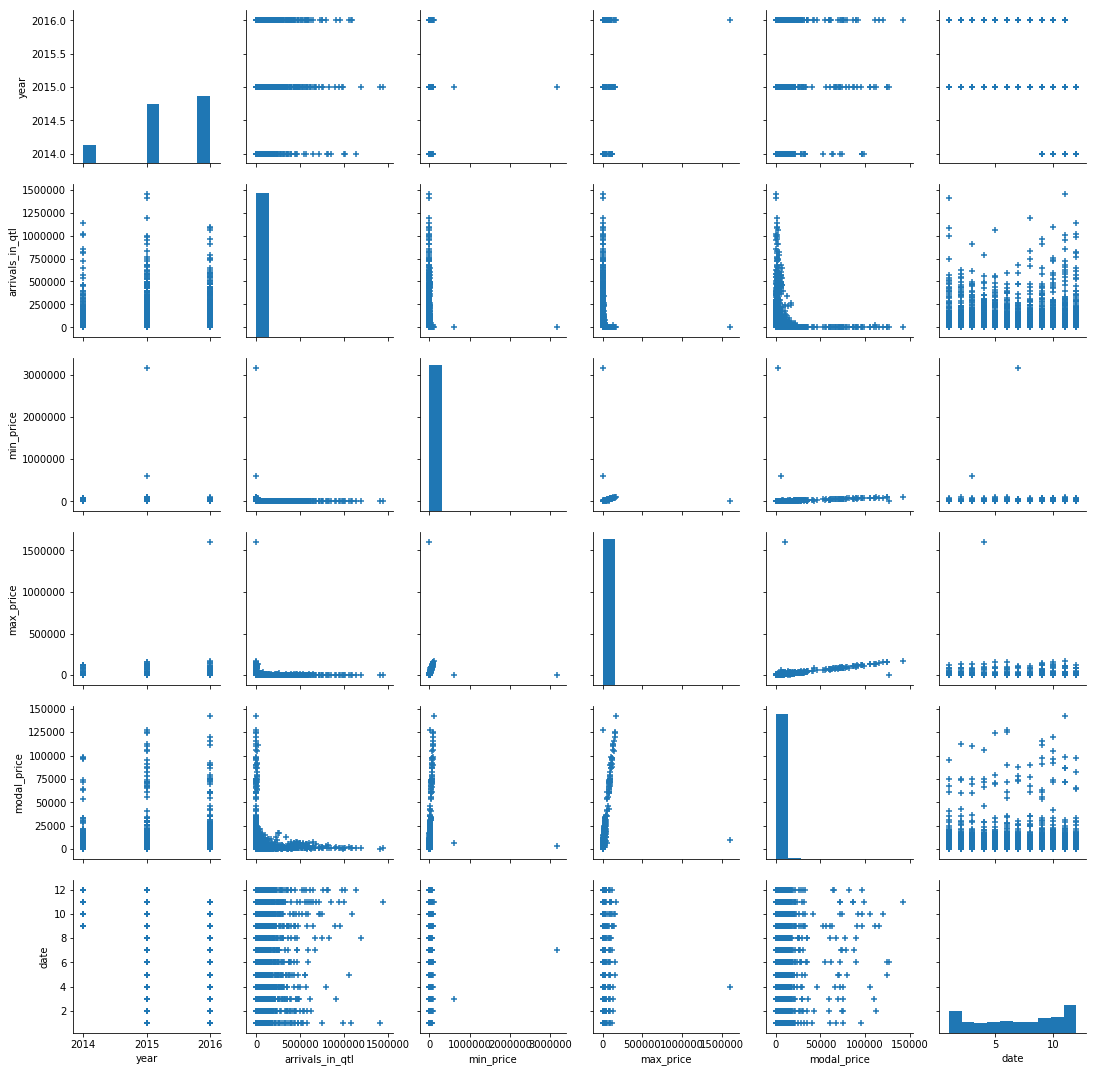 2016.0
2015.5
2015.0
2014.5
2014.0
year
1500000
1250000
1000000
750000
500000
250000
0
arrivals_in_qtl
3000000
2000000
1000000
0
min_price
1500000
1000000
500000
0
max_price
150000
125000
100000
75000
50000
25000
0
modal_price
12
10
8
6
4
2
date
2014 2015 2016
year
0 500000 1000000 1500000
arrivals_in_qtl
0 1000000 2000000 3000000
min_price
0 500000 1000000 1500000
max_price
0 50000 100000 150000
modal_price
5 10
date